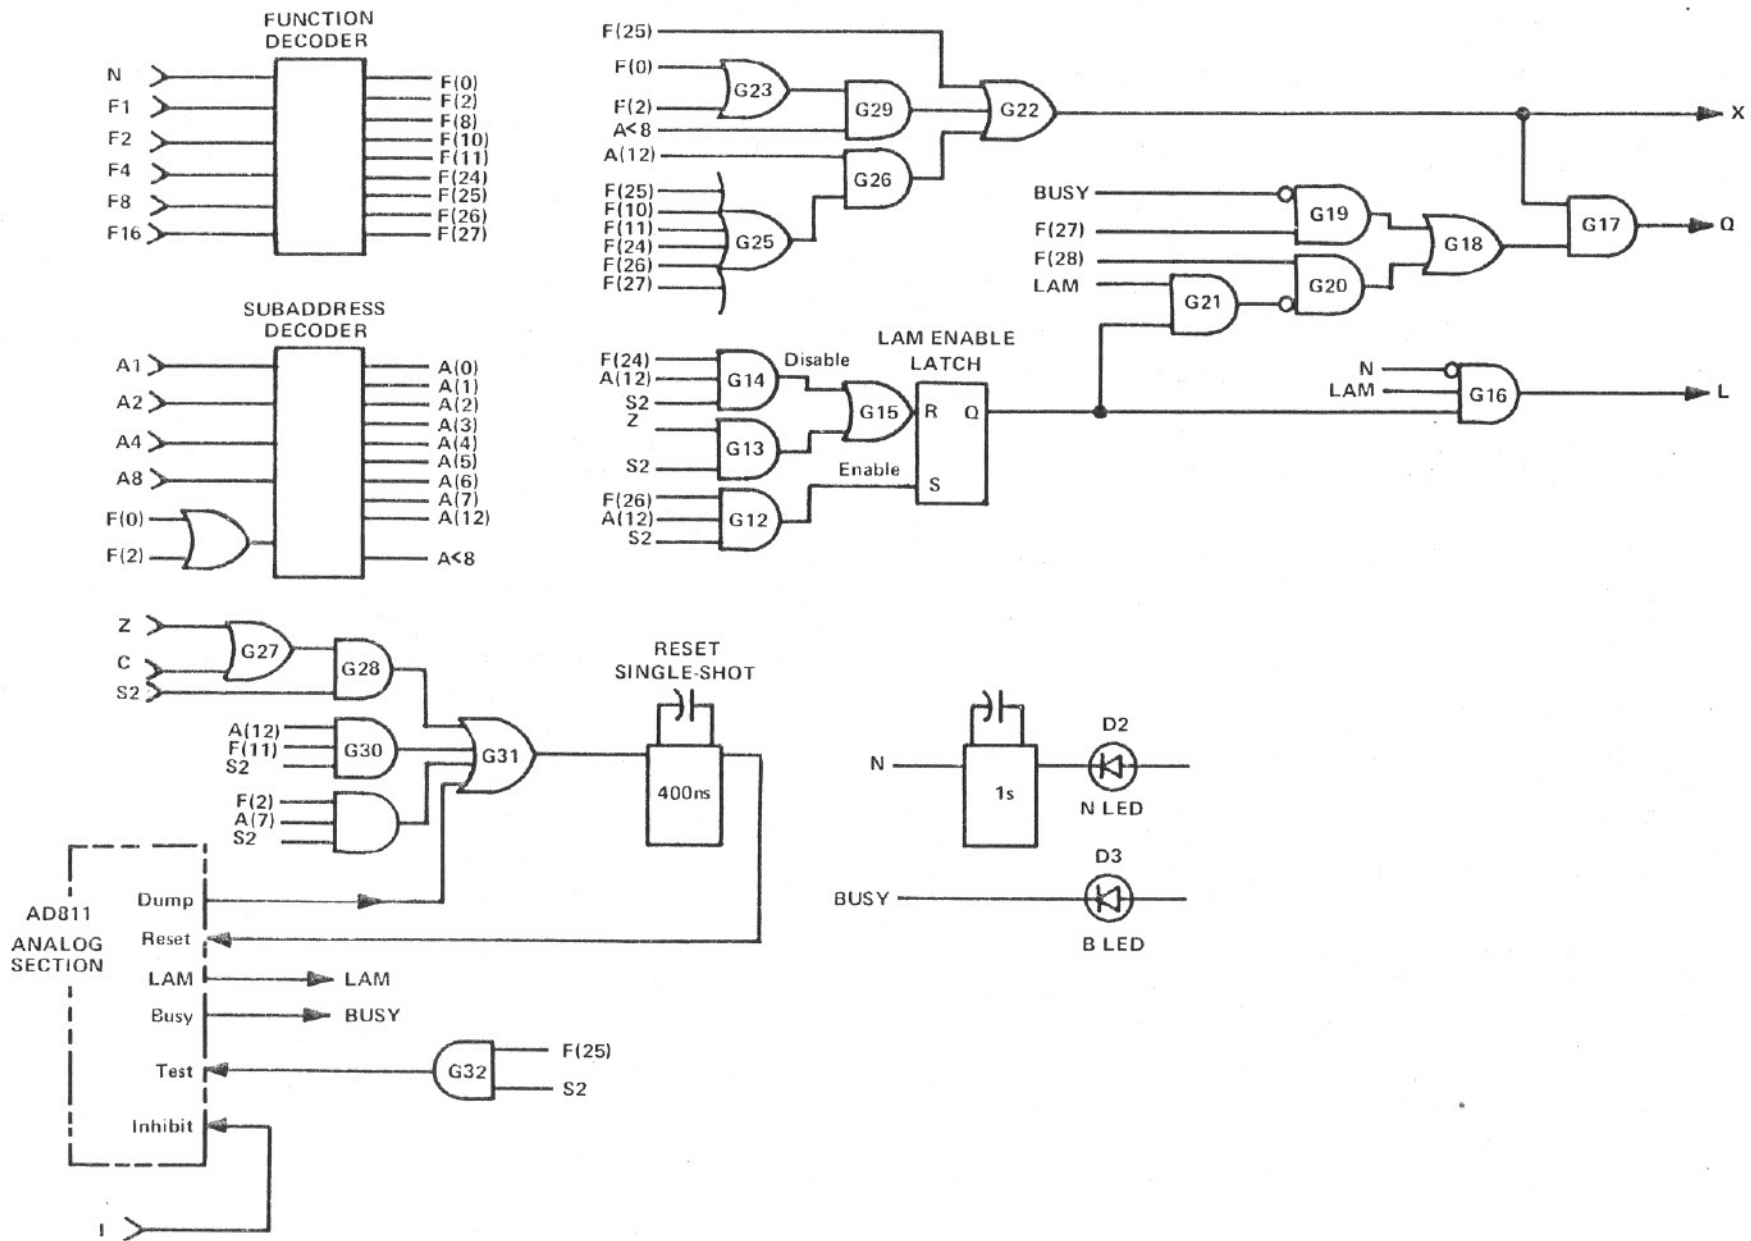 FUNCTION
DECODER
N
F1
F2
F4
F8
F16
F(0)
F(2)
F(8)
F(10)
F(11)
F(24)
F(25)
F(26)
F(27)
SUBADDRESS
DECODER
A1
A2
A4
A8
F(0)
F(2)
A(0)
A(1)
A(2)
A(3)
A(4)
A(5)
A(6)
A(7)
A(12)
A<8
F(25)
F(0)
F(2)
A<8
A(12)
F(25)
F(10)
F(11)
F(24)
F(26)
F(27)
G23
G29
G22
G26
G25
X
BUSY
F(27)
F(28)
LAM
G19
G18
G17
Q
G20
G21
F(24)
A(12)
S2
Z
S2
F(26)
A(12)
S2
G14
Disable
G13
G15
Enable
G12
LAM ENABLE
LATCH
R Q
S
N
LAM
G16
L
Z
C
S2
G27
G28
A(12)
F(11)
S2
G30
F(2)
A(7)
S2
G31
RESET
SINGLE-SHOT
400ns
N
1s
D2
N LED
D3
BUSY
B LED
AD811
ANALOG
SECTION
Dump
Reset
LAM
LAM
Busy
BUSY
Test
G32
F(25)
S2
Inhibit
I